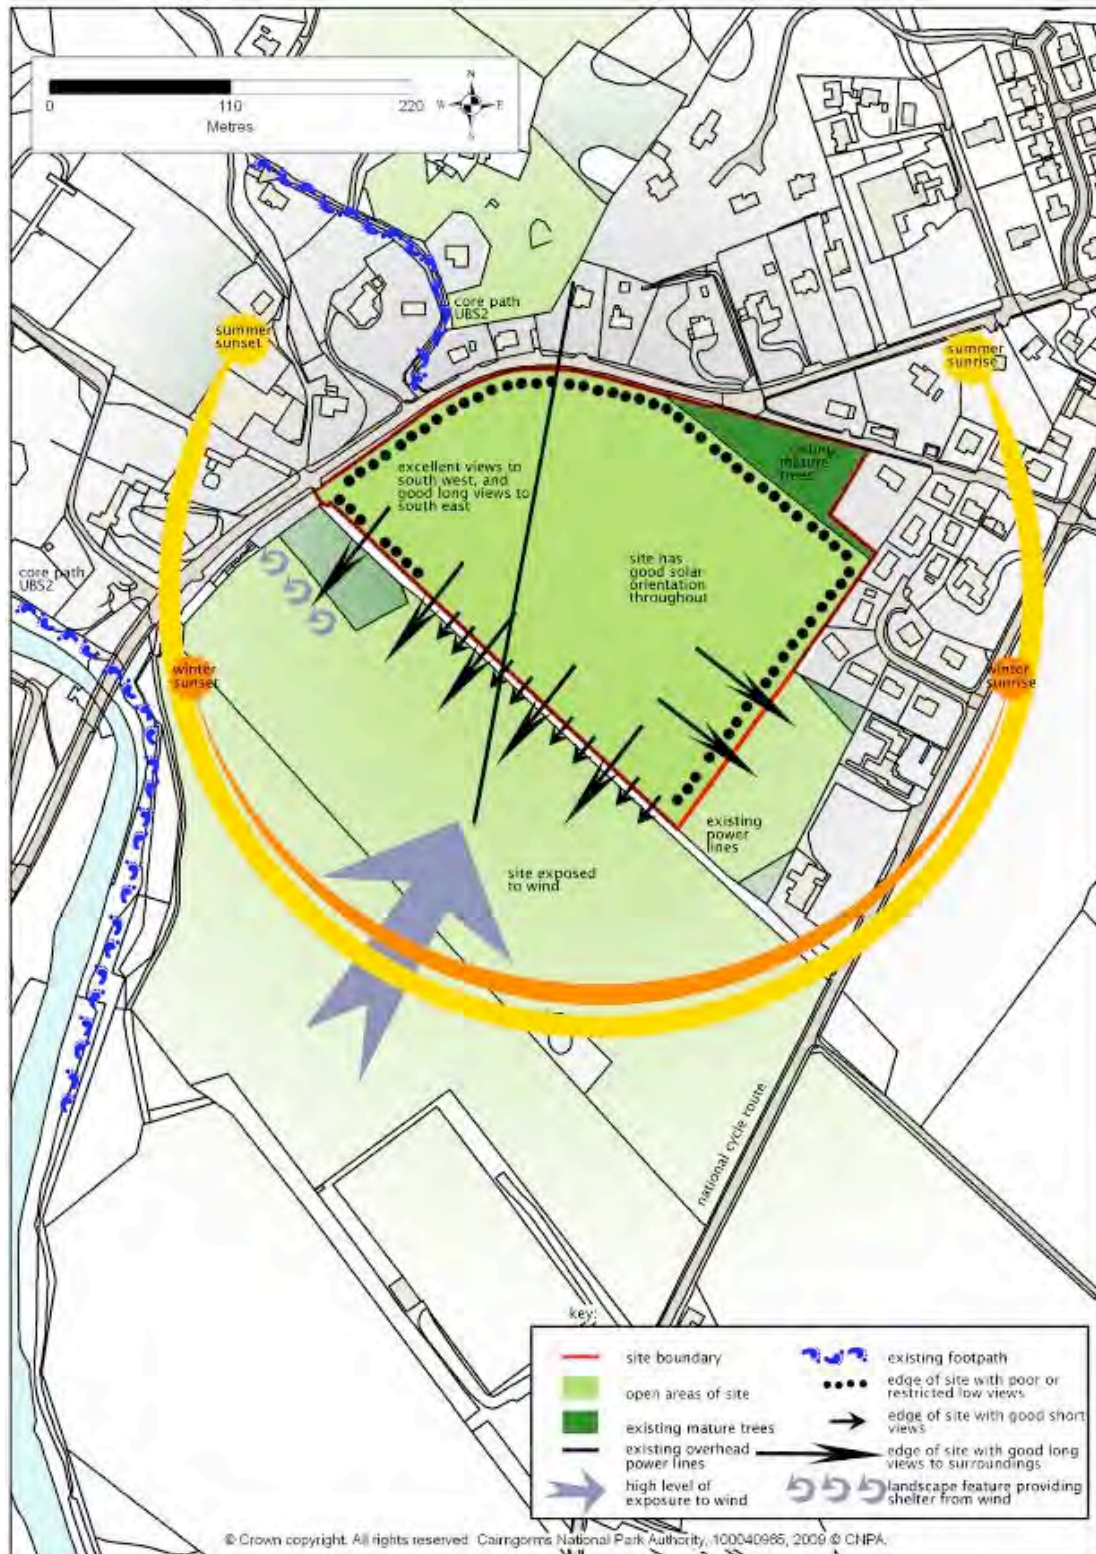 N
W E
S
0 110 220
Metres
core path
UBS2
summer
sunset
summer
sunrise
mature
trees
excellent views to
south west, and
good long views to
south east
site has
good solar
orientation
throughout
core path
UBS2
winter
sunset
winter
sunrise
existing
power
lines
site exposed
to wind
national cycle route
key:
site boundary
open areas of site
existing mature trees
existing overhead
power lines
high level of
exposure to wind
existing footpath
edge of site with poor or
restricted low views
edge of site with good short
views
edge of site with good long
views to surroundings
landscape feature providing
shelter from wind
© Crown copyright. All rights reserved. Cairngorms National Park Authority, 100040965, 2009 © CNPA.